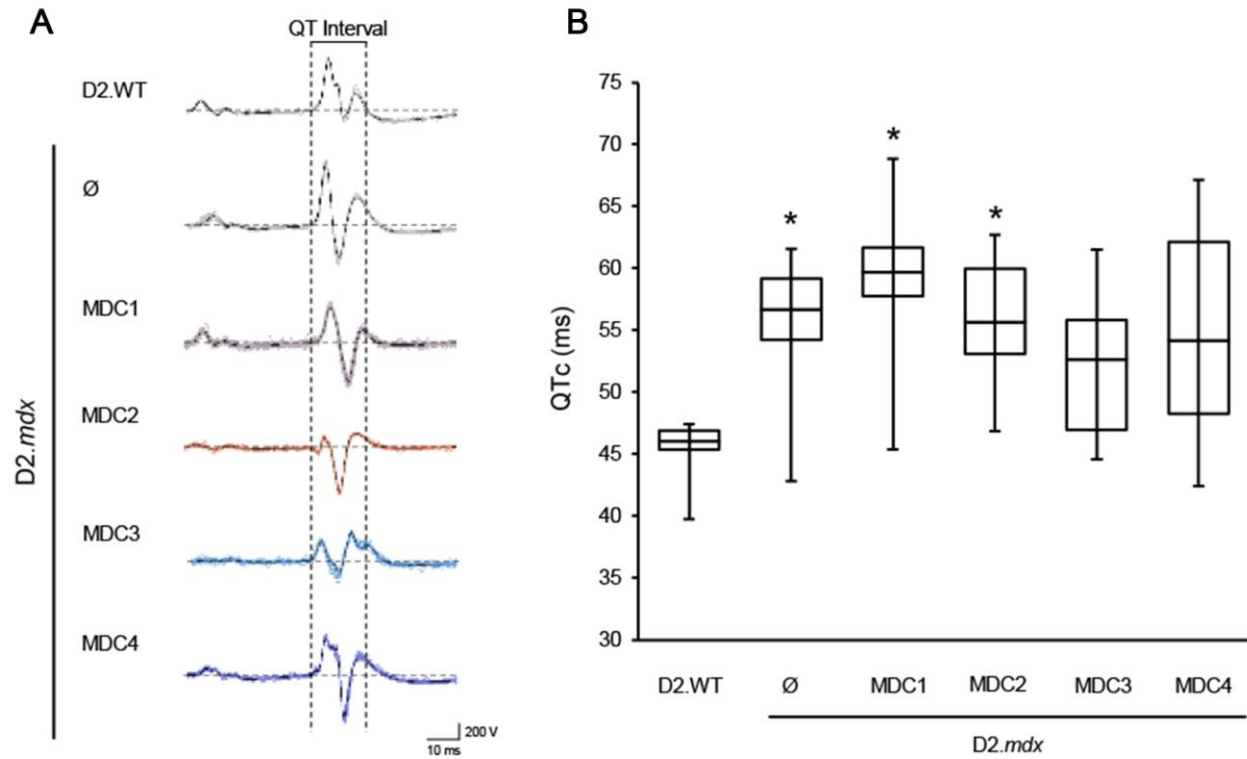 A
QT Interval
D2.WT
Ø
MDC1
MDC2
MDC3
MDC4
D2.mdx
200 V
10 ms
B
75
70
65
60
55
50
45
40
35
30
QTc (ms)
* * *
D2.WT Ø MDC1 MDC2 MDC3 MDC4
D2.mdx